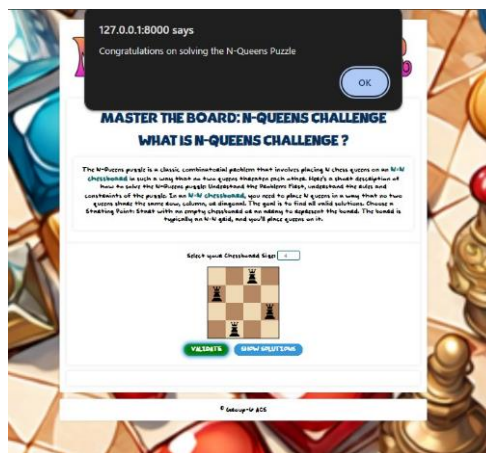 127.0.0.1:8000 says
Congratulations on solving the N-Queens Puzzle
OK
MASTER THE BOARD: N-QUEENS CHALLENGE
WHAT IS N-QUEENS CHALLENGE ?
The N-Queens puzzle is a classic combinatorial problem that involves placing N chess queens on an N×N
chessboard in such a way that no two queens threaten each other. Here's a short description of
how to solve the N-Queens puzzle: Understand the Problem: First, understand the rules and
constraints of the puzzle. In an N×N chessboard, you need to place N queens in a way that no two
queens share the same row, column, or diagonal. The goal is to find all valid solutions. Choose a
Starting Point: Start with an empty chessboard or an array to represent the board. The board is
typically an N×N grid, and you'll place queens on it.
Select your Chessboard Size:
VALIDATE
SHOW SOLUTIONS